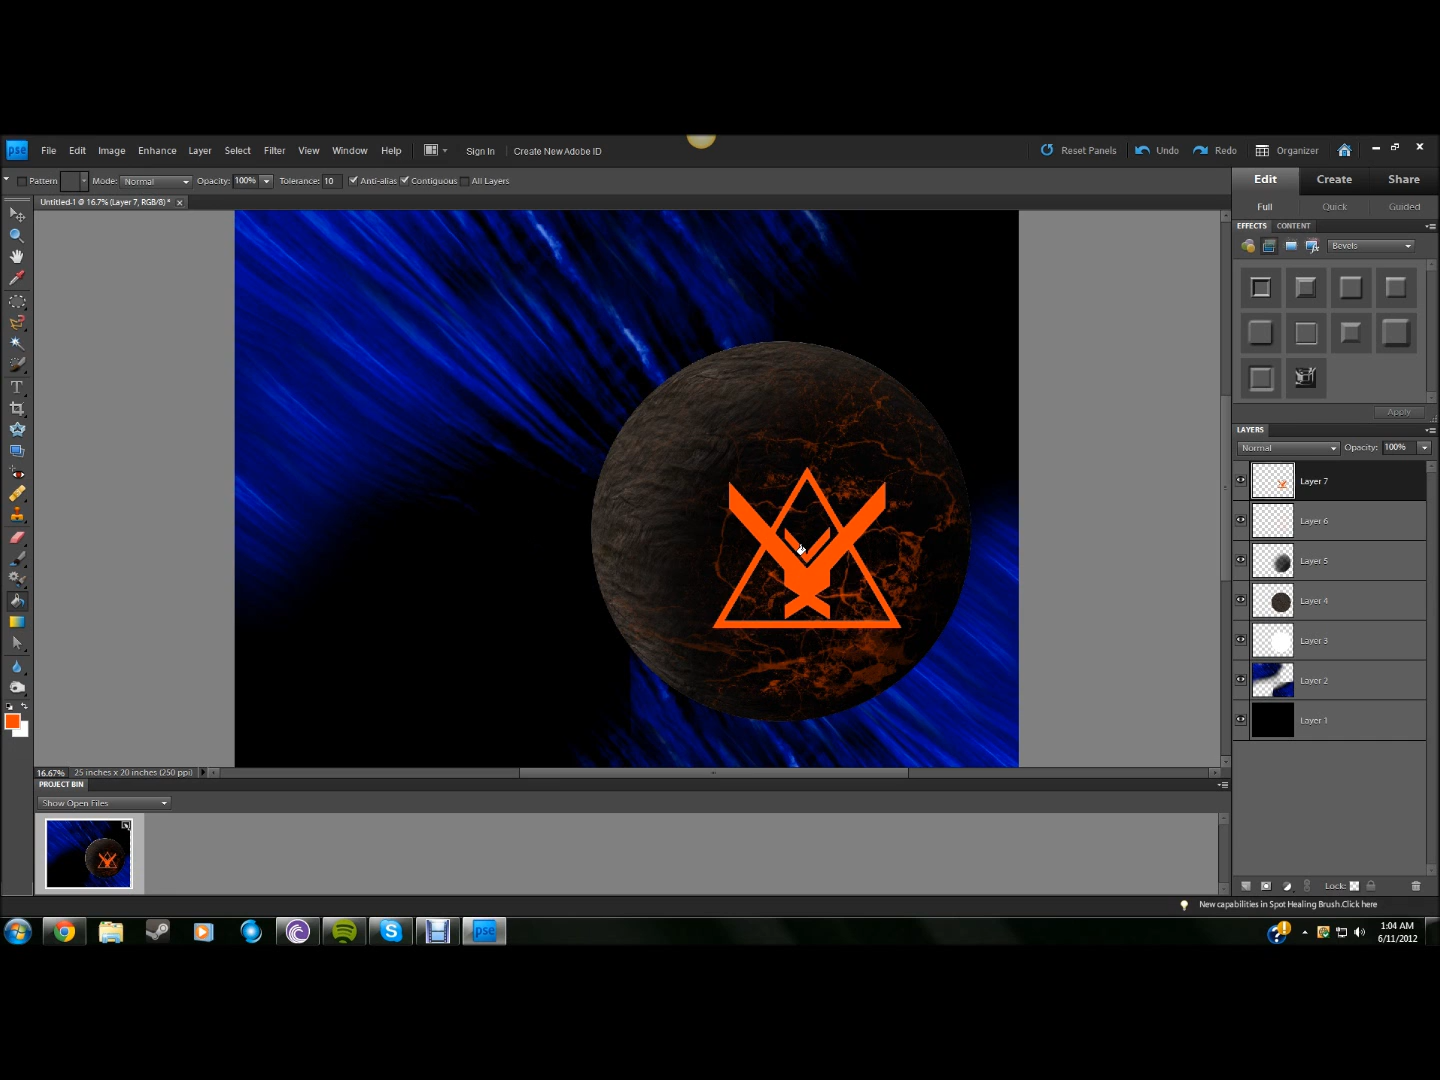 pse File Edit Image Enhance Layer Select Filter View Window Help Sign In Create New Adobe ID Reset Panels Undo Redo Organizer
Pattern Mode: Normal Opacity: 100% Tolerance: 10 Anti-alias Contiguous All Layers
Edit Create Share
Untitled-1 @ 16.7% (Layer 7, RGB/8) * x
Full Quick Guided
EFFECTS CONTENT
Bevels
Apply
LAYERS
Normal Opacity: 100%
Layer 7
Layer 6
Layer 5
Layer 4
Layer 3
Layer 2
Layer 1
T
16.67% 25 inches x 20 inches (250 ppi)
PROJECT BIN
Show Open Files
Lock:
New capabilities in Spot Healing Brush.Click here
pse
1:04 AM
6/11/2012